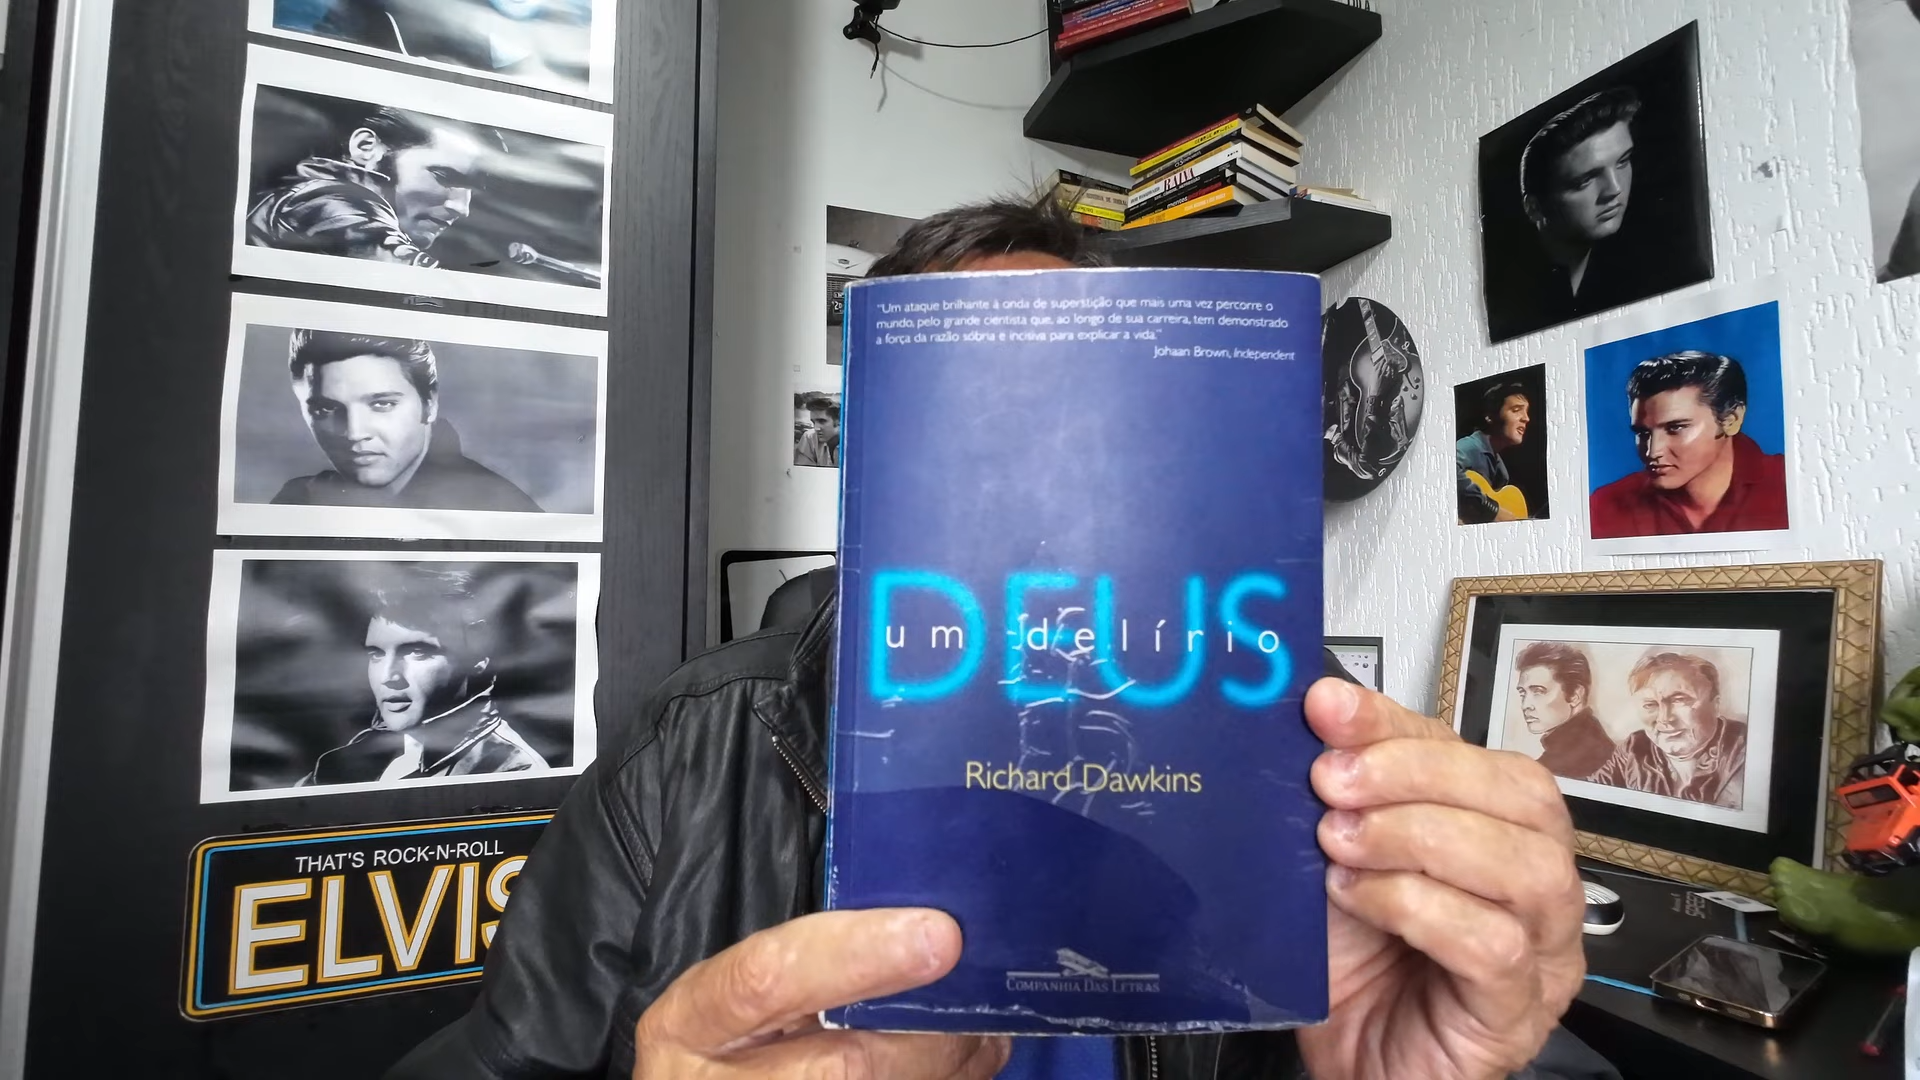 "Um ataque brilhante à onda de superstição que mais uma vez percorre o
mundo, pelo grande cientista que, ao longo de sua carreira, tem demonstrado
a força da razão sóbria e incisiva para explicar a vida."
Johaan Brown, Independent
DEUS
um delírio
Richard Dawkins
COMPANHIA DAS LETRAS
THAT'S ROCK-N-ROLL
ELVIS
RAIVA